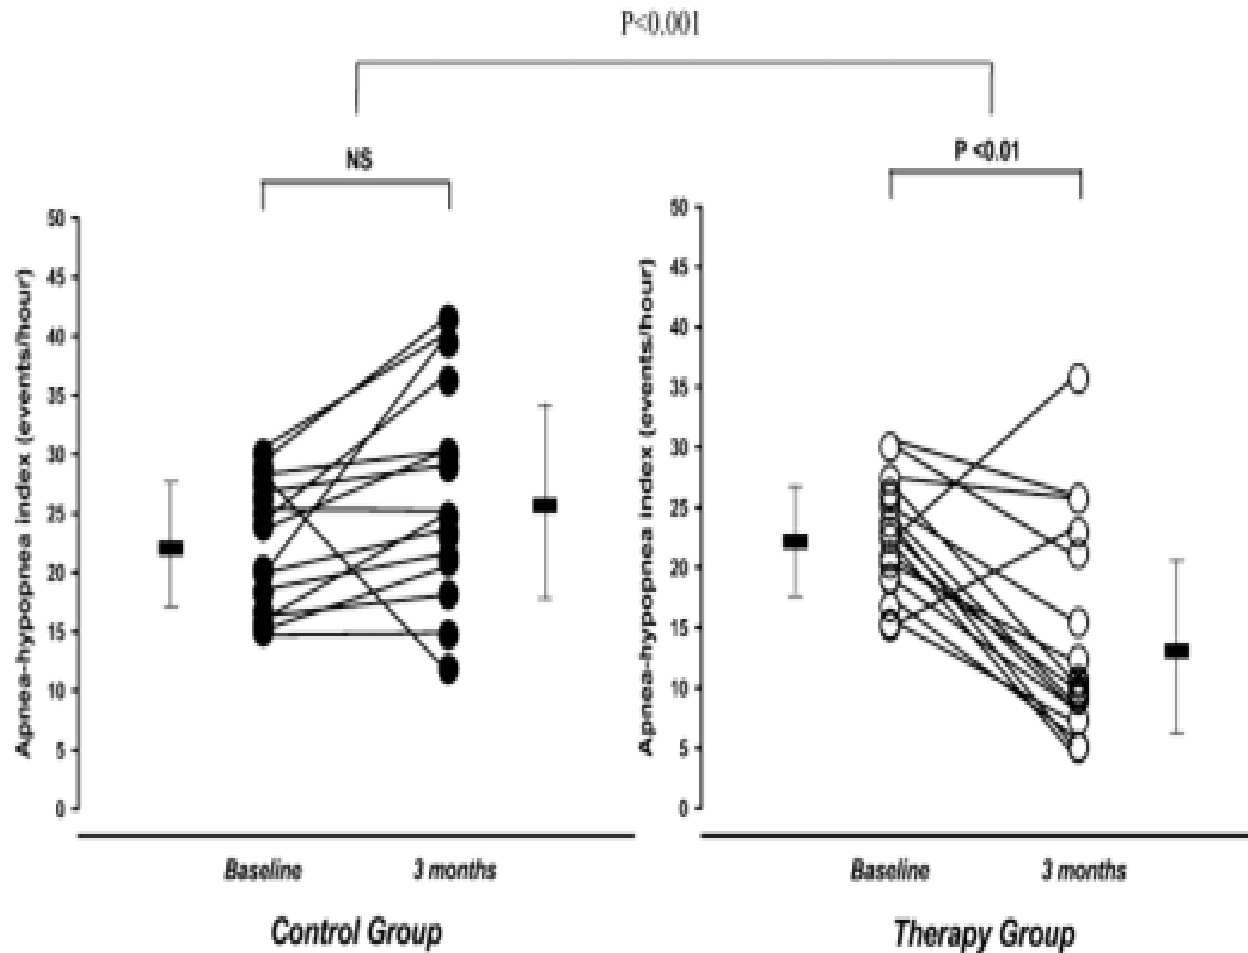 P<0.001
NS
P <0.01
Apnea-hypopnea index (events/hour)
50
45
40
35
30
25
20
15
10
5
0
Apnea-hypopnea index (events/hour)
50
45
40
35
30
25
20
15
10
5
0
Baseline 3 months
Baseline 3 months
Control Group
Therapy Group